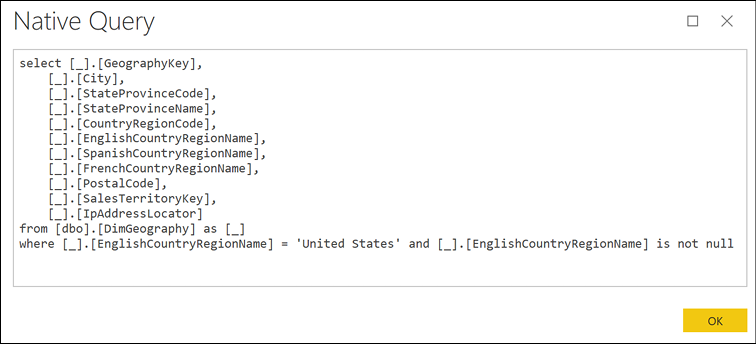 Native Query
select [_].[GeographyKey],
[_].[City],
[_].[StateProvinceCode],
[_].[StateProvinceName],
[_].[CountryRegionCode],
[_].[EnglishCountryRegionName],
[_].[SpanishCountryRegionName],
[_].[FrenchCountryRegionName],
[_].[PostalCode],
[_].[SalesTerritoryKey],
[_].[IpAddressLocator]
from [dbo].[DimGeography] as [_]
where [_].[EnglishCountryRegionName] = 'United States' and [_].[EnglishCountryRegionName] is not null
OK